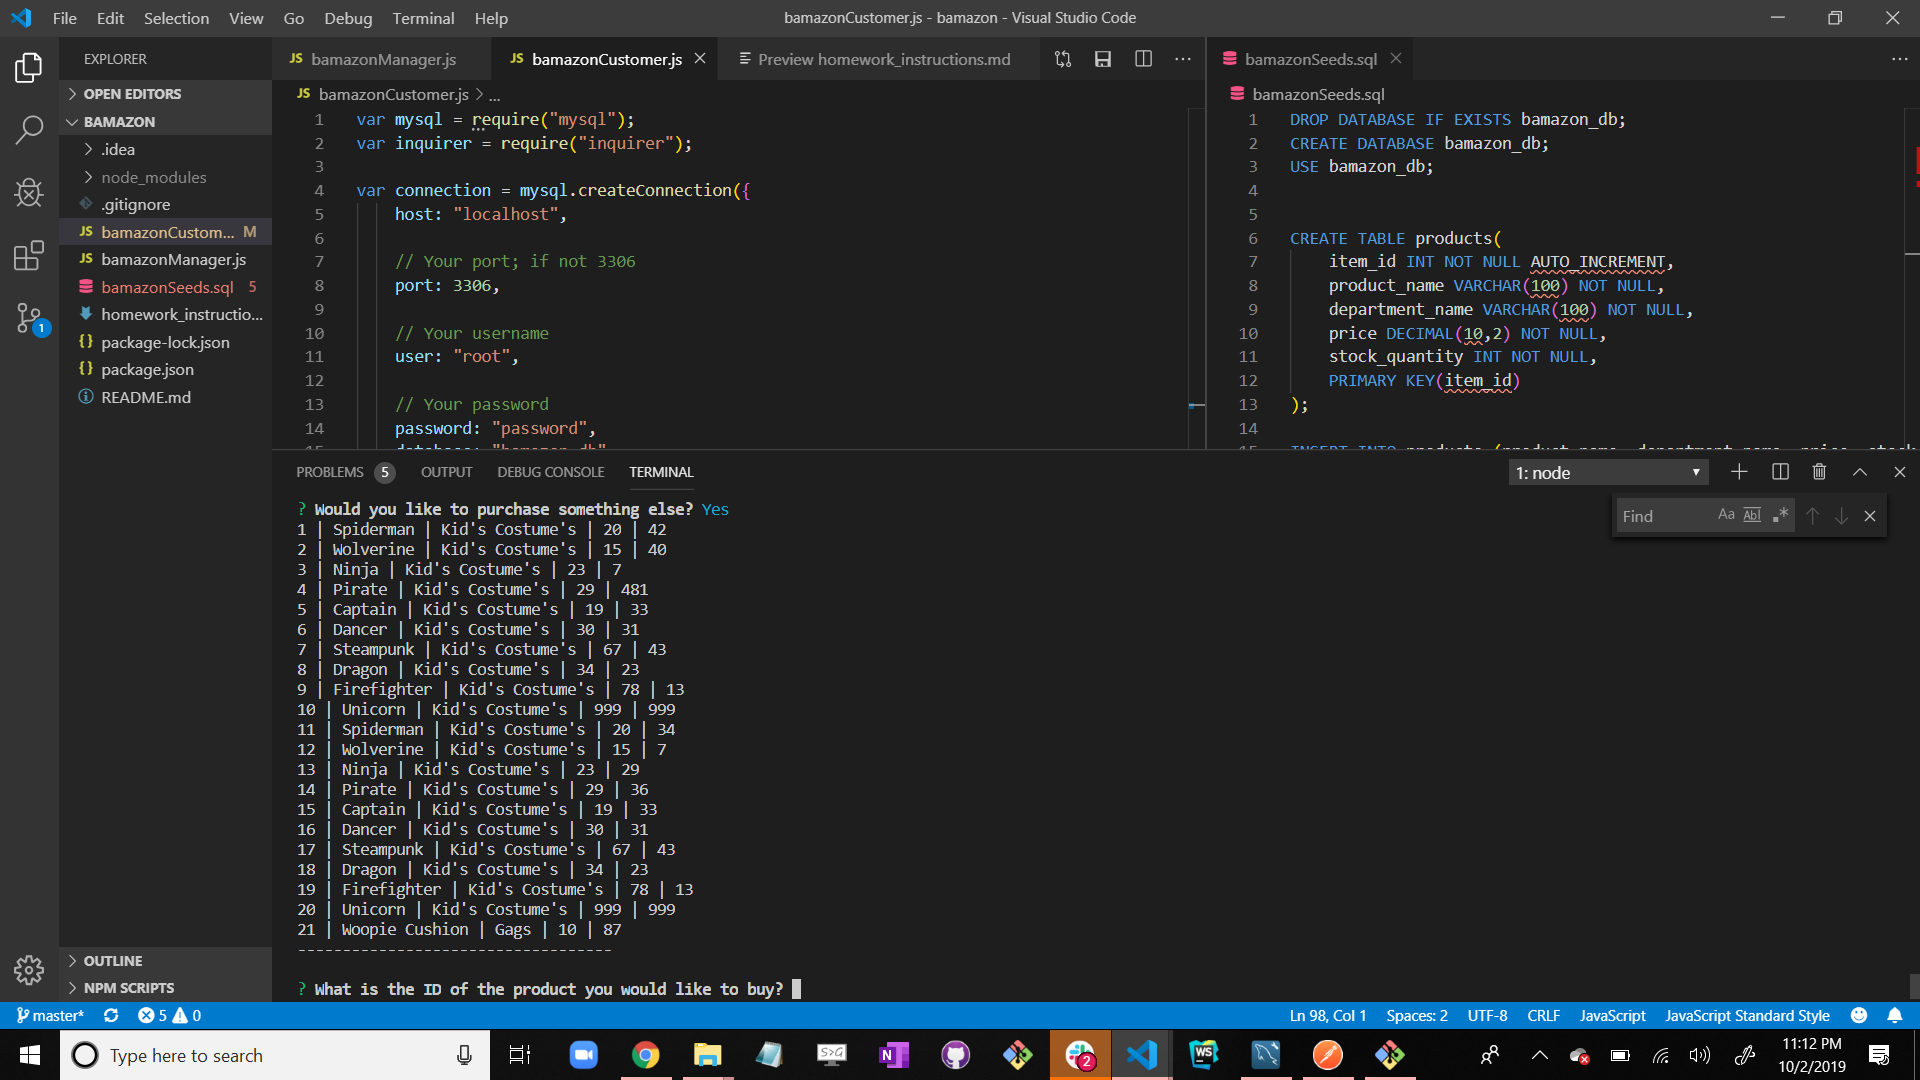 File Edit Selection View Go Debug Terminal Help
bamazonCustomer.js - bamazon - Visual Studio Code
EXPLORER
OPEN EDITORS
BAMAZON
.idea
node_modules
.gitignore
JS bamazonCustom... M
JS bamazonManager.js
bamazonSeeds.sql 5
homework_instructio...
{} package-lock.json
{} package.json
README.md
OUTLINE
NPM SCRIPTS
1
JS bamazonManager.js
JS bamazonCustomer.js
Preview homework_instructions.md
JS bamazonCustomer.js > ...
1 var mysql = require("mysql");
2 var inquirer = require("inquirer");
3
4 var connection = mysql.createConnection({
5 host: "localhost",
6
7 // Your port; if not 3306
8 port: 3306,
9
10 // Your username
11 user: "root",
12
13 // Your password
14 password: "password",
15 database: "bamazon_db"
bamazonSeeds.sql
bamazonSeeds.sql
1 DROP DATABASE IF EXISTS bamazon_db;
2 CREATE DATABASE bamazon_db;
3 USE bamazon_db;
4
5
6 CREATE TABLE products(
7 item_id INT NOT NULL AUTO_INCREMENT,
8 product_name VARCHAR(100) NOT NULL,
9 department_name VARCHAR(100) NOT NULL,
10 price DECIMAL(10,2) NOT NULL,
11 stock_quantity INT NOT NULL,
12 PRIMARY KEY(item_id)
13 );
14
15 INSERT INTO products (product_name, department_name, price, stock
PROBLEMS 5 OUTPUT DEBUG CONSOLE TERMINAL
1: node
Find Aa Abl .*
? Would you like to purchase something else? Yes
1 | Spiderman | Kid's Costume's | 20 | 42
2 | Wolverine | Kid's Costume's | 15 | 40
3 | Ninja | Kid's Costume's | 23 | 7
4 | Pirate | Kid's Costume's | 29 | 481
5 | Captain | Kid's Costume's | 19 | 33
6 | Dancer | Kid's Costume's | 30 | 31
7 | Steampunk | Kid's Costume's | 67 | 43
8 | Dragon | Kid's Costume's | 34 | 23
9 | Firefighter | Kid's Costume's | 78 | 13
10 | Unicorn | Kid's Costume's | 999 | 999
11 | Spiderman | Kid's Costume's | 20 | 34
12 | Wolverine | Kid's Costume's | 15 | 7
13 | Ninja | Kid's Costume's | 23 | 29
14 | Pirate | Kid's Costume's | 29 | 36
15 | Captain | Kid's Costume's | 19 | 33
16 | Dancer | Kid's Costume's | 30 | 31
17 | Steampunk | Kid's Costume's | 67 | 43
18 | Dragon | Kid's Costume's | 34 | 23
19 | Firefighter | Kid's Costume's | 78 | 13
20 | Unicorn | Kid's Costume's | 999 | 999
21 | Woopie Cushion | Gags | 10 | 87
-----------------------------------
? What is the ID of the product you would like to buy?
master* 5 0
Ln 98, Col 1 Spaces: 2 UTF-8 CRLF JavaScript JavaScript Standard Style
Type here to search
S>G
N
2
WS
11:12 PM
10/2/2019